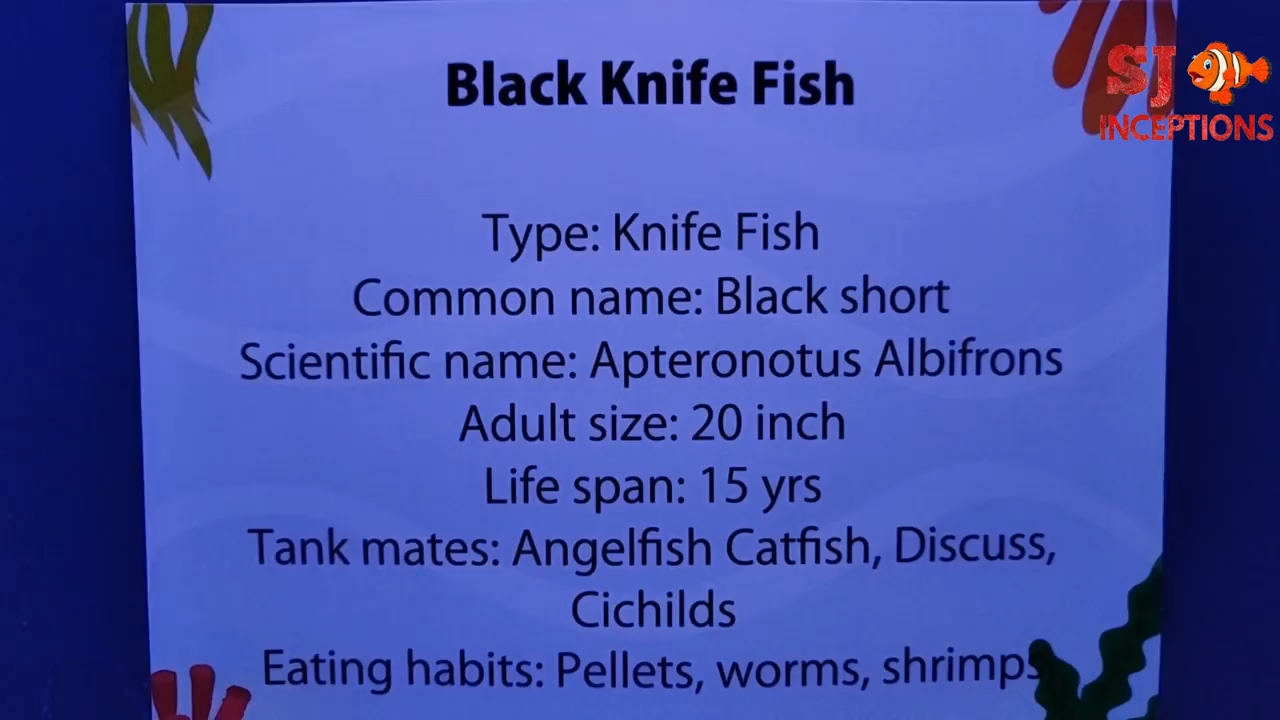 Black Knife Fish
SJ
INCEPTIONS
Type: Knife Fish
Common name: Black short
Scientific name: Apteronotus Albifrons
Adult size: 20 inch
Life span: 15 yrs
Tank mates: Angelfish Catfish, Discuss,
Cichilds
Eating habits: Pellets, worms, shrimps